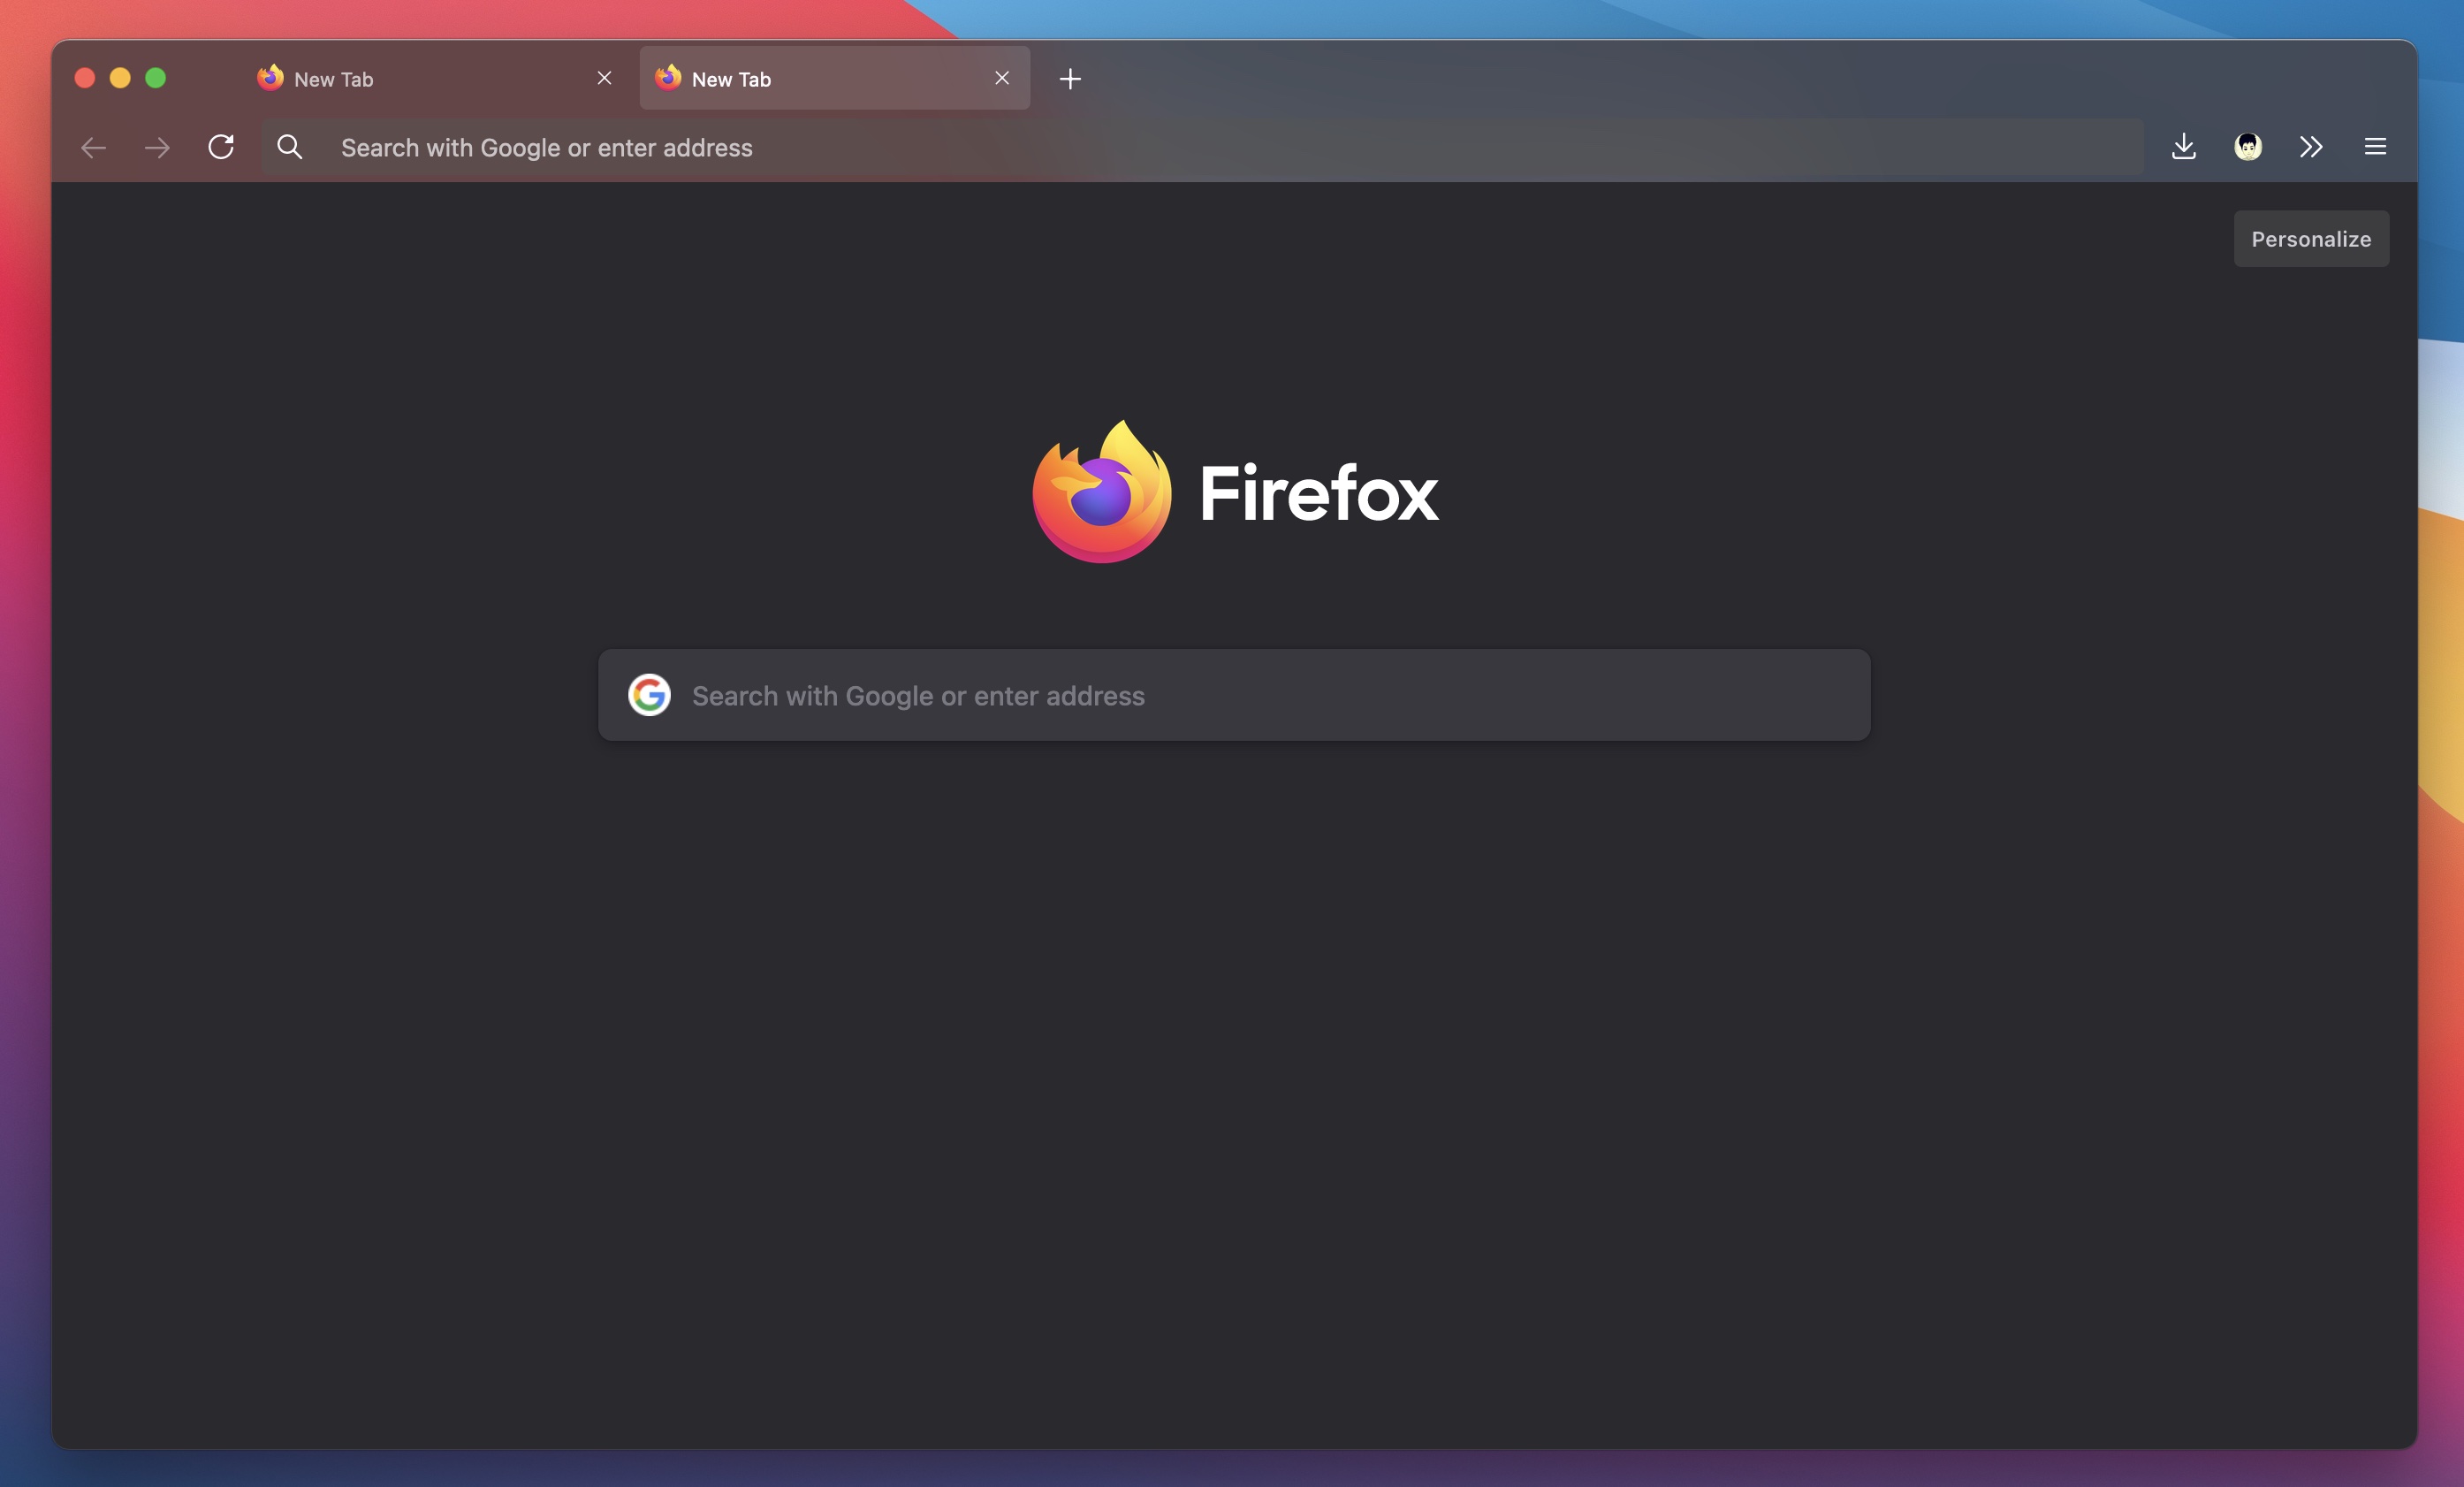 New Tab
New Tab
Search with Google or enter address
Personalize
Firefox
Search with Google or enter address